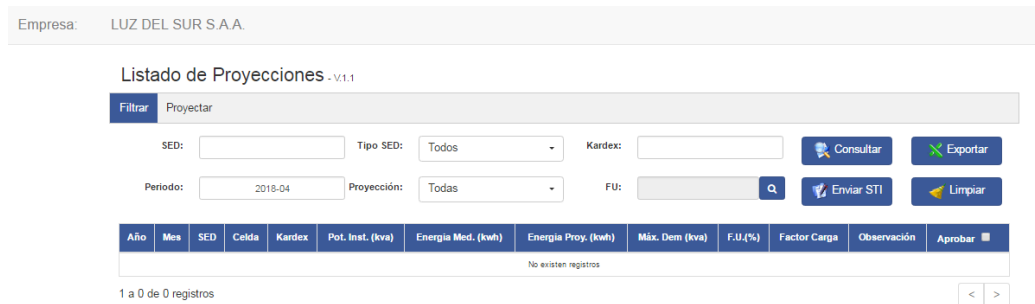 Empresa: LUZ DEL SUR S.A.A.
Listado de Proyecciones - V.1.1
Filtrar Proyectar
SED: Tipo SED: Todos Kardex: Consultar Exportar
Periodo: 2018-04 Proyección: Todas FU: Enviar STI Limpiar
Año Mes SED Celda Kardex Pot. Inst. (kva) Energía Med. (kwh) Energía Proy. (kwh) Máx. Dem (kva) F.U.(%) Factor Carga Observación Aprobar
No existen registros
1 a 0 de 0 registros < >